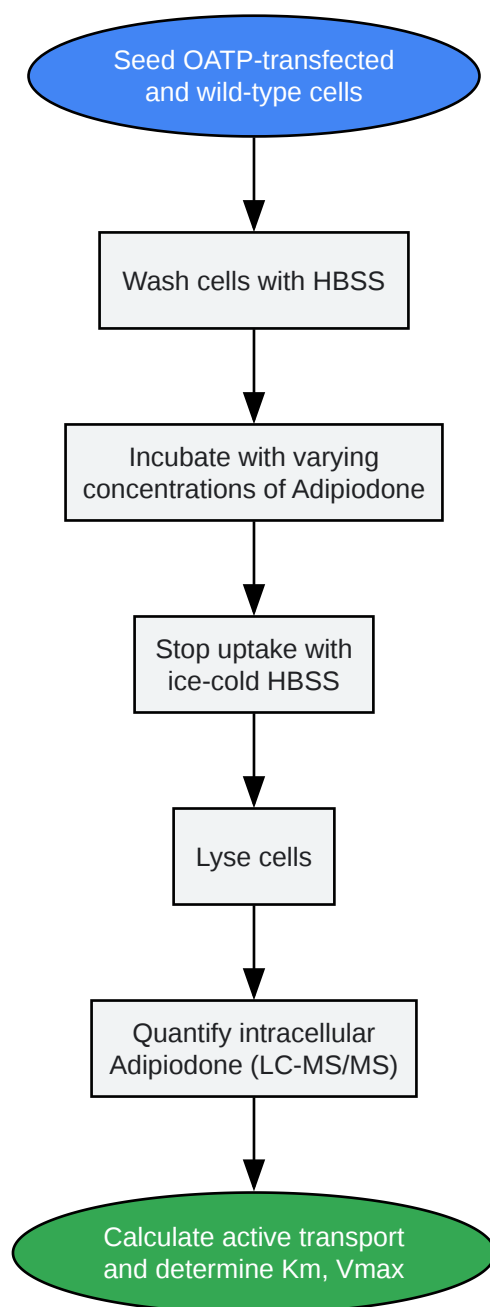 Seed OATP-transfected
and wild-type cells
Wash cells with HBSS
Incubate with varying
concentrations of Adipiodone
Stop uptake with
ice-cold HBSS
Lyse cells
Quantify intracellular
Adipiodone (LC-MS/MS)
Calculate active transport
and determine Km, Vmax